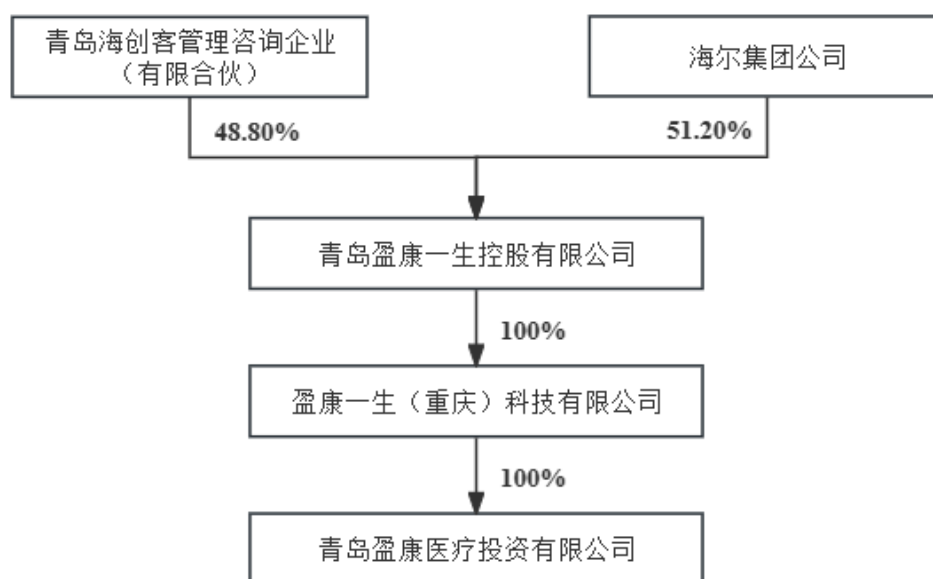 青岛海创客管理咨询企业
（有限合伙）
海尔集团公司
48.80%
51.20%
青岛盈康一生控股有限公司
100%
盈康一生（重庆）科技有限公司
100%
青岛盈康医疗投资有限公司